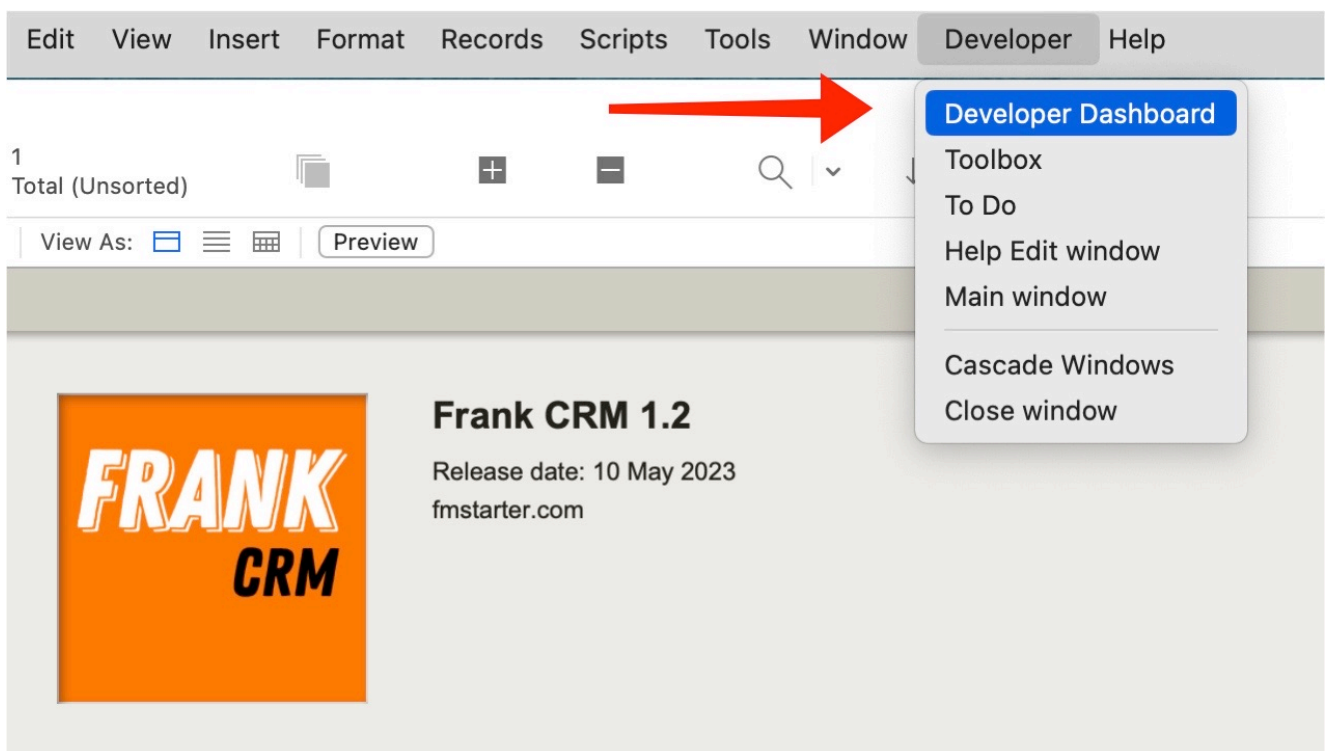 Edit View Insert Format Records Scripts Tools Window Developer Help
Developer Dashboard
Toolbox
To Do
Help Edit window
Main window
Cascade Windows
Close window
1
Total (Unsorted)
View As: Preview
FRANK
CRM
Frank CRM 1.2
Release date: 10 May 2023
fmstarter.com